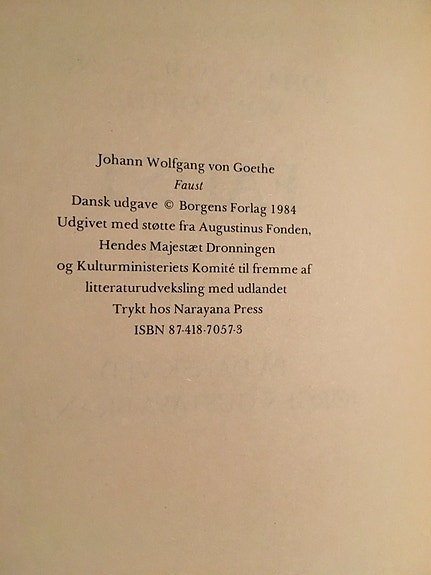 Johann Wolfgang von Goethe
Faust
Dansk udgave © Borgens Forlag 1984
Udgivet med støtte fra Augustinus Fonden,
Hendes Majestæt Dronningen
og Kulturministeriets Komité til fremme af
litteraturudveksling med udlandet
Trykt hos Narayana Press
ISBN 87-418-7057-3